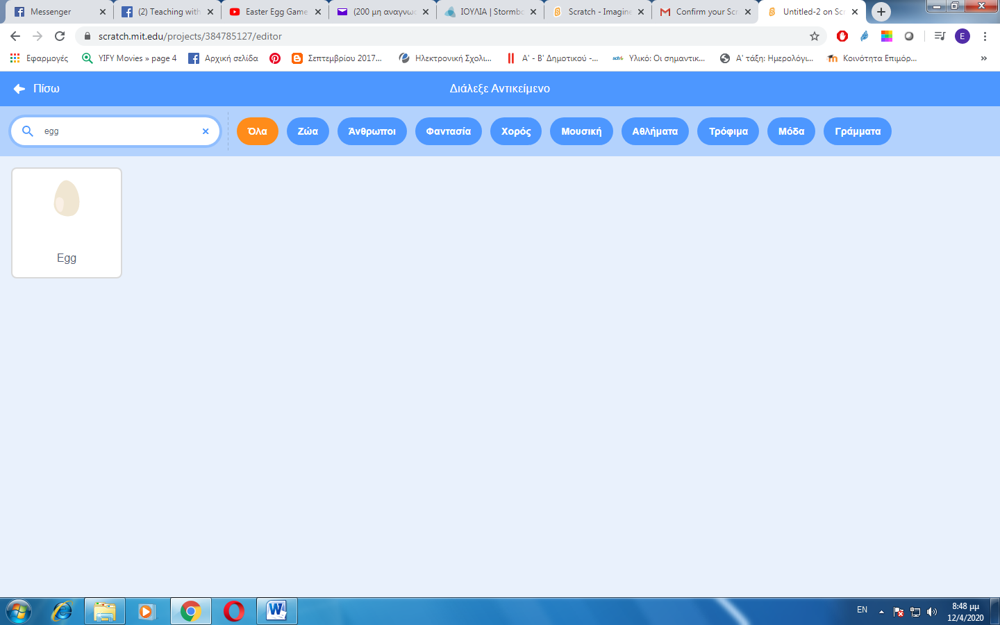 Messenger
(2) Teaching with
Easter Egg Game
(200 μη αναγνωσ
ΙΟΥΛΙΑ | Stormbo
Scratch - Imagine
Confirm your Scr
Untitled-2 on Scr
scratch.mit.edu/projects/384785127/editor
E
Εφαρμογές
YIFY Movies » page 4
Αρχική σελίδα
Σεπτεμβρίου 2017...
Ηλεκτρονική Σχολι...
Α' - Β' Δημοτικού -...
Υλικό: Οι σημαντικ...
Α' τάξη: Ημερολόγι...
Κοινότητα Επιμόρ...
»
Πίσω
Διάλεξε Αντικείμενο
egg
Όλα
Ζώα
Άνθρωποι
Φαντασία
Χορός
Μουσική
Αθλήματα
Τρόφιμα
Μόδα
Γράμματα
Egg
EN
8:48 μμ
12/4/2020